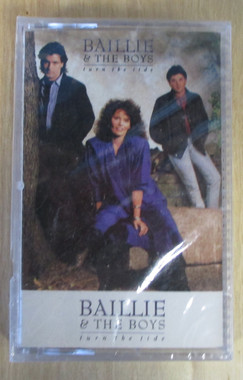 BAILLIE
& THE BOYS
turn the tide
BAILLIE
& THE BOYS
turn the tide